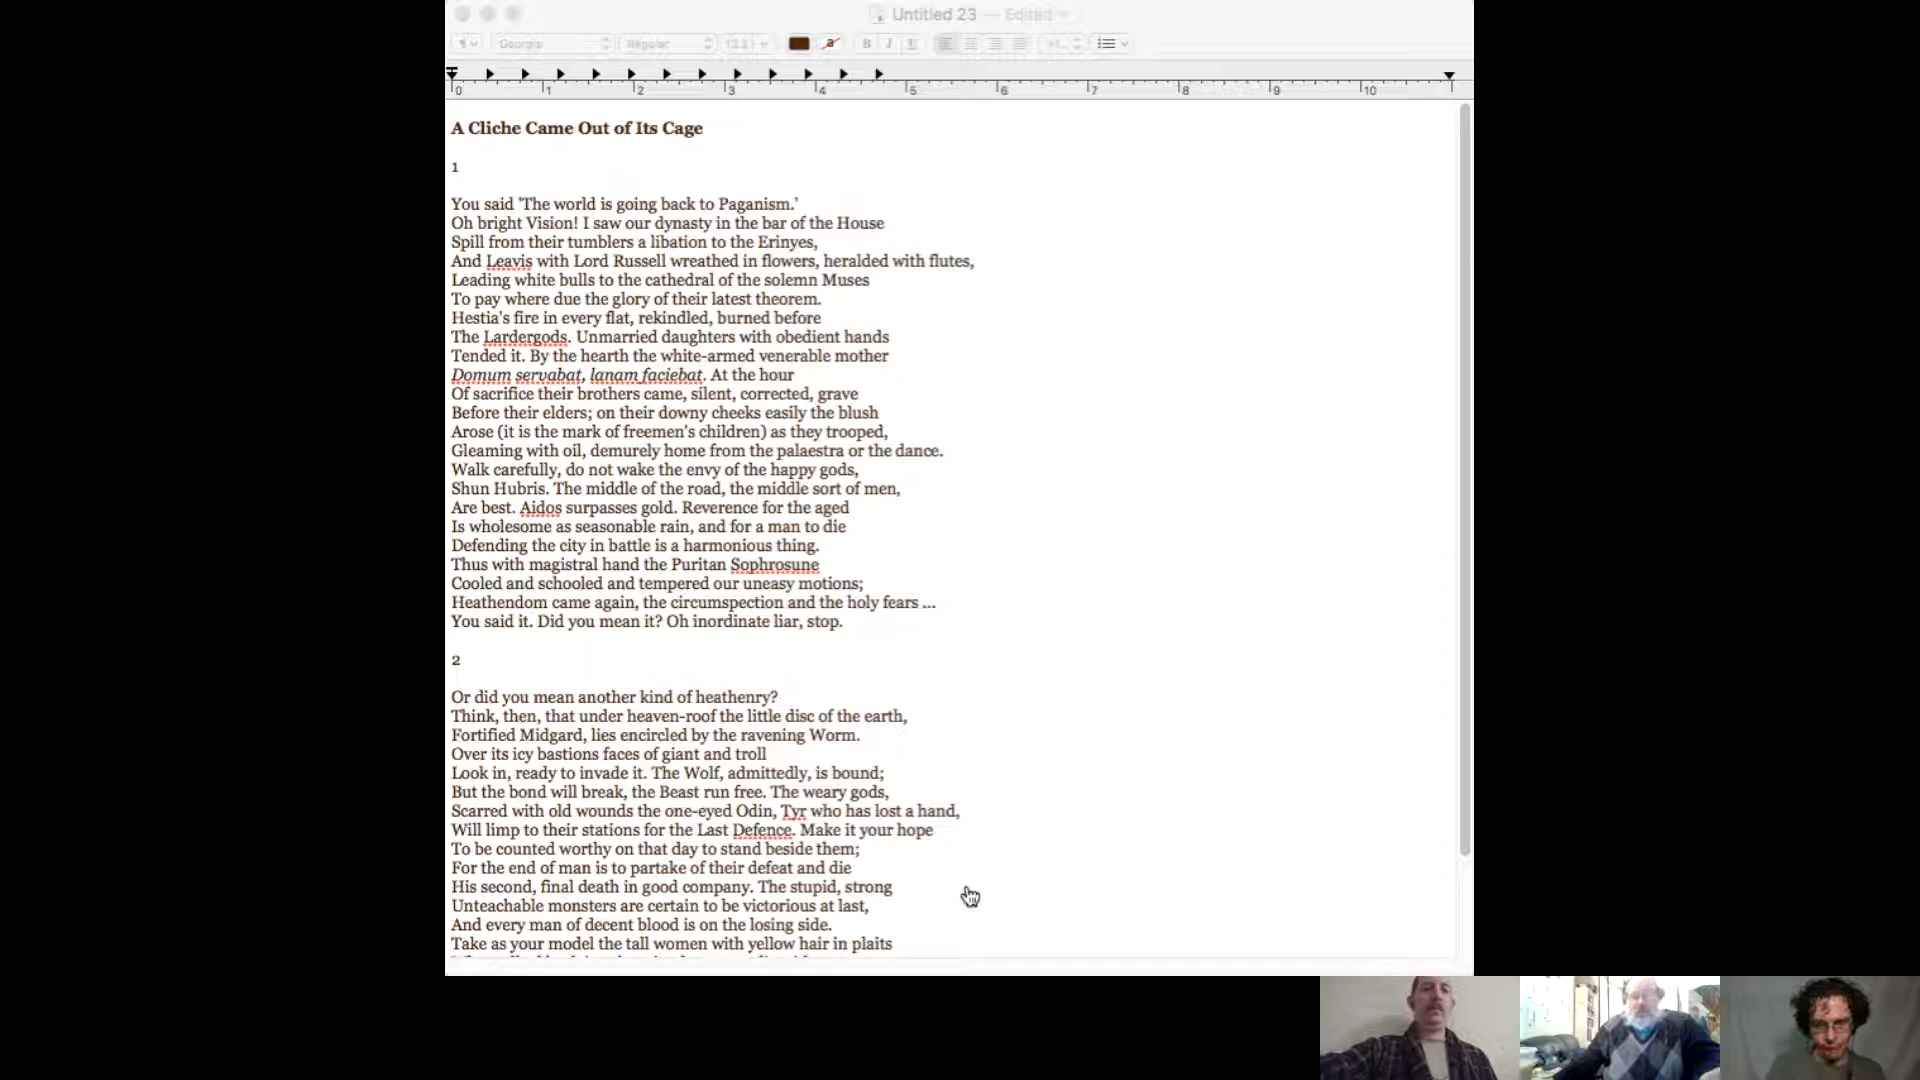 Untitled 23 — Edited
Georgia Regular
B I U
0 1 2 3 4 5 6 7 8 9 10
A Cliche Came Out of Its Cage
1
You said 'The world is going back to Paganism.'
Oh bright Vision! I saw our dynasty in the bar of the House
Spill from their tumblers a libation to the Erinyes,
And Leavis with Lord Russell wreathed in flowers, heralded with flutes,
Leading white bulls to the cathedral of the solemn Muses
To pay where due the glory of their latest theorem.
Hestia's fire in every flat, rekindled, burned before
The Lardergods. Unmarried daughters with obedient hands
Tended it. By the hearth the white-armed venerable mother
Domum servabat, lanam faciebat. At the hour
Of sacrifice their brothers came, silent, corrected, grave
Before their elders; on their downy cheeks easily the blush
Arose (it is the mark of freemen's children) as they trooped,
Gleaming with oil, demurely home from the palaestra or the dance.
Walk carefully, do not wake the envy of the happy gods,
Shun Hubris. The middle of the road, the middle sort of men,
Are best. Aidos surpasses gold. Reverence for the aged
Is wholesome as seasonable rain, and for a man to die
Defending the city in battle is a harmonious thing.
Thus with magistral hand the Puritan Sophrosune
Cooled and schooled and tempered our uneasy motions;
Heathendom came again, the circumspection and the holy fears ...
You said it. Did you mean it? Oh inordinate liar, stop.
2
Or did you mean another kind of heathenry?
Think, then, that under heaven-roof the little disc of the earth,
Fortified Midgard, lies encircled by the ravening Worm.
Over its icy bastions faces of giant and troll
Look in, ready to invade it. The Wolf, admittedly, is bound;
But the bond will break, the Beast run free. The weary gods,
Scarred with old wounds the one-eyed Odin, Tyr who has lost a hand,
Will limp to their stations for the Last Defence. Make it your hope
To be counted worthy on that day to stand beside them;
For the end of man is to partake of their defeat and die
His second, final death in good company. The stupid, strong
Unteachable monsters are certain to be victorious at last,
And every man of decent blood is on the losing side.
Take as your model the tall women with yellow hair in plaits